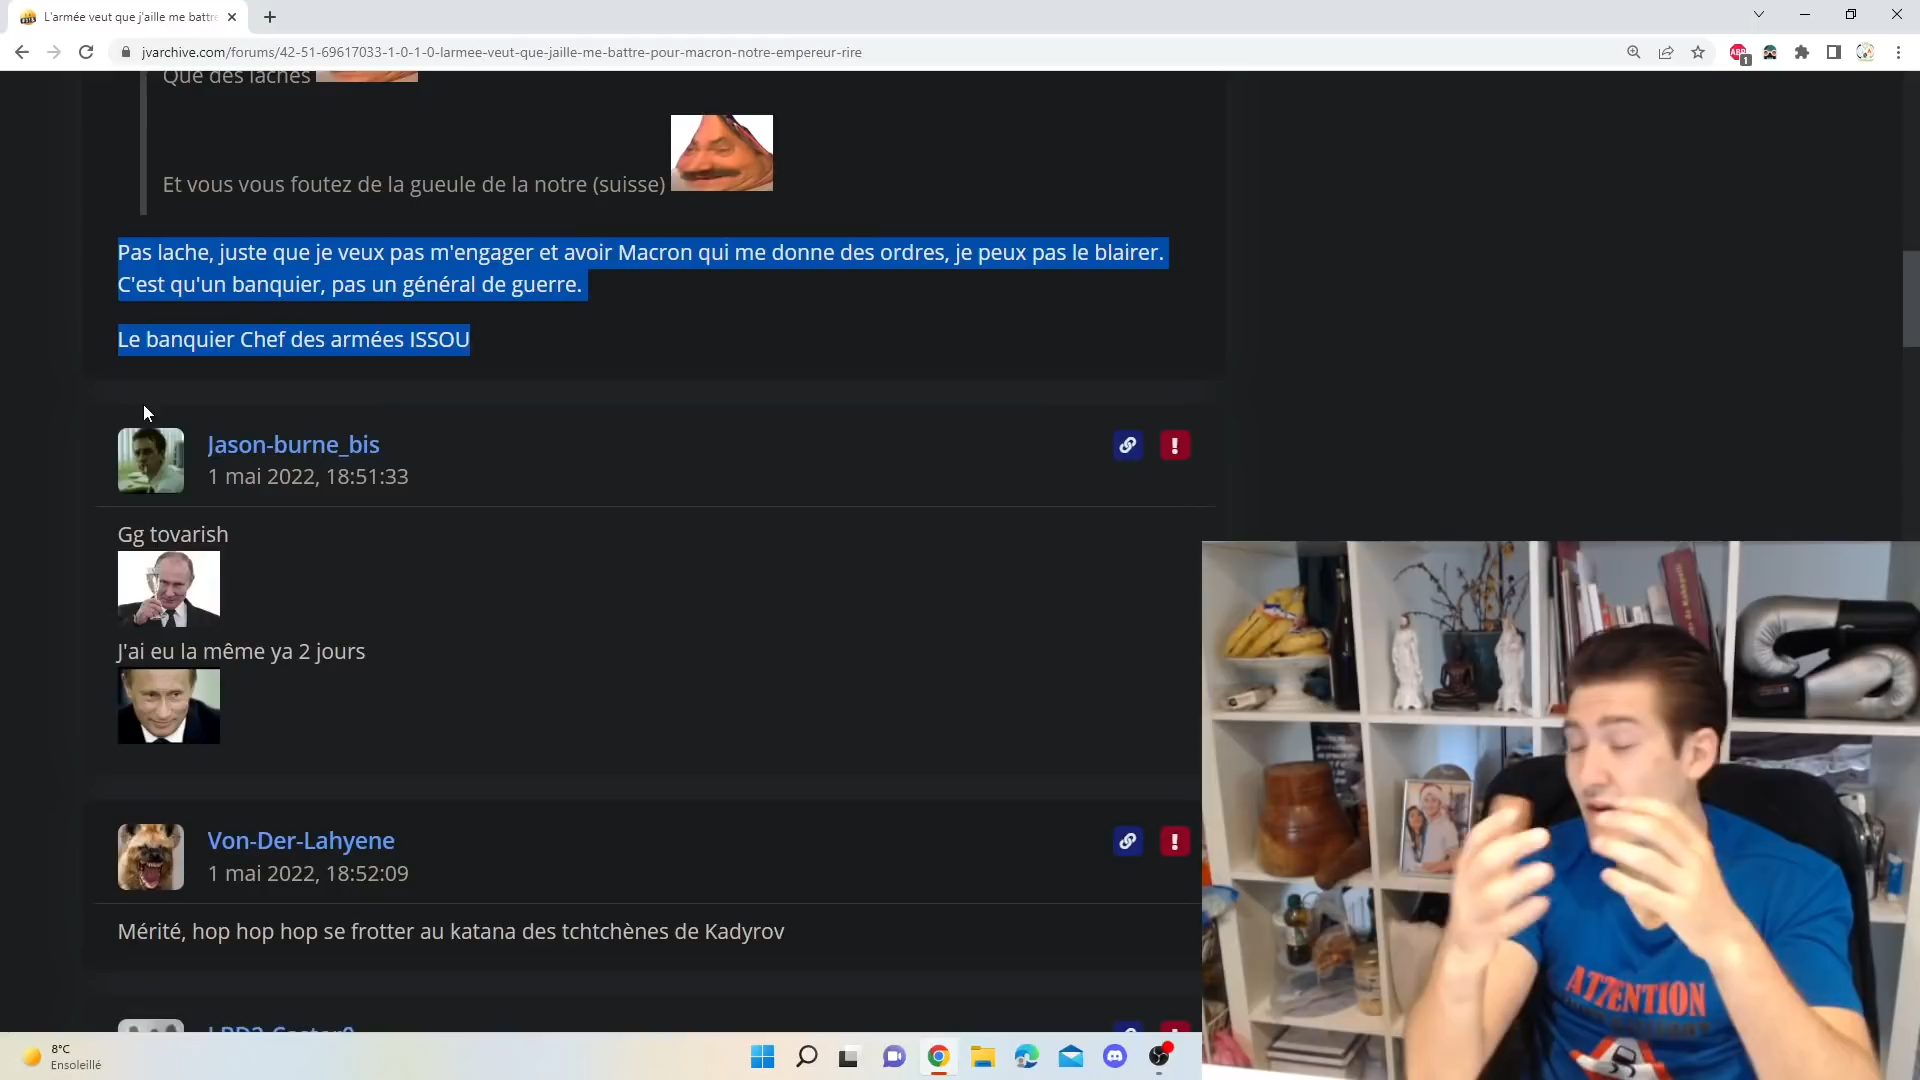 L'armée veut que j'aille me battre
jvarchive.com/forums/42-51-69617033-1-0-1-0-larmee-veut-que-jaille-me-battre-pour-macron-notre-empereur-rire
ABP
1
Que des laches
Et vous vous foutez de la gueule de la notre (suisse)
Pas lache, juste que je veux pas m'engager et avoir Macron qui me donne des ordres, je peux pas le blairer.
C'est qu'un banquier, pas un général de guerre.
Le banquier Chef des armées ISSOU
Jason-burne_bis
1 mai 2022, 18:51:33
Gg tovarish
J'ai eu la même ya 2 jours
Von-Der-Lahyene
1 mai 2022, 18:52:09
Mérité, hop hop hop se frotter au katana des tchtchènes de Kadyrov
ATTENTION
8°C
Ensoleillé